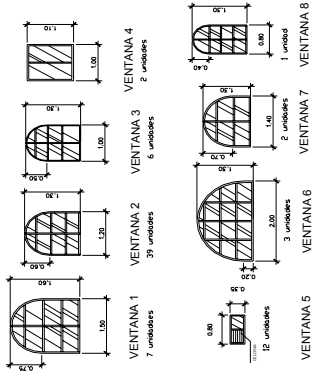 1,60
0,75
1,50
VENTANA 1
7 unidades
1,30
0,60
1,20
VENTANA 2
39 unidades
1,30
0,50
1,00
VENTANA 3
6 unidades
1,10
1,00
VENTANA 4
2 unidades
0,35
0,80
12 unidades
VENTANA 5
1,30
0,20
2,00
3 unidades
VENTANA 6
1,30
0,70
1,40
2 unidades
VENTANA 7
1,30
0,40
0,80
1 unidad
VENTANA 8